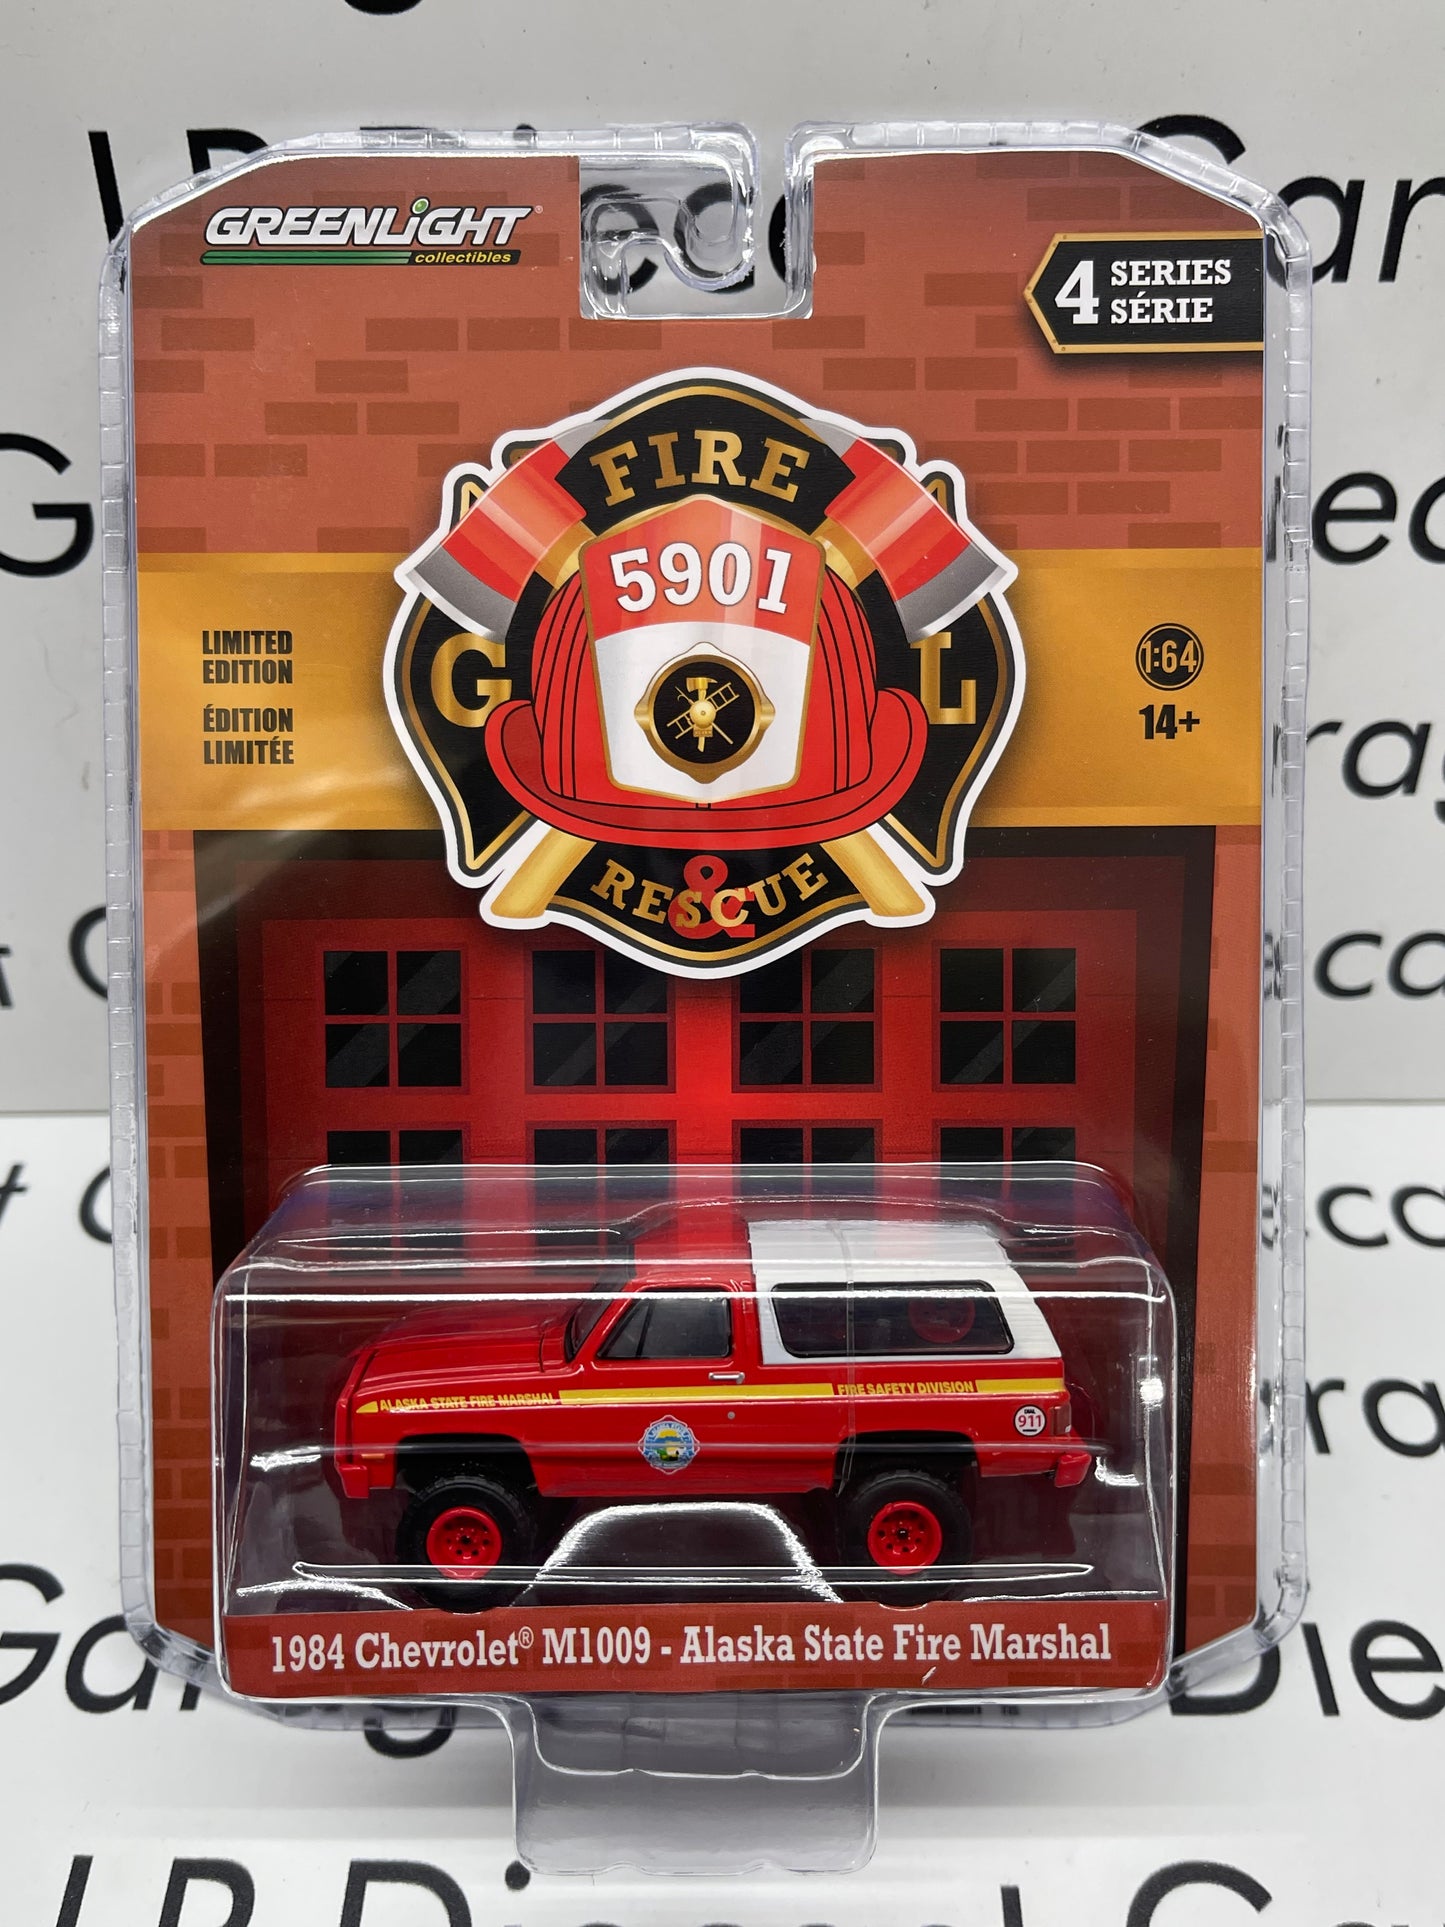 GREENLiGHT®
collectibles
4 SERIES
SÉRIE
FIRE
5901
G L
LIMITED
EDITION
ÉDITION
LIMITÉE
1:64
14+
&
RESCUE
ALASKA STATE FIRE MARSHAL
FIRE SAFETY DIVISION
DIAL
911
1984 Chevrolet® M1009 - Alaska State Fire Marshal